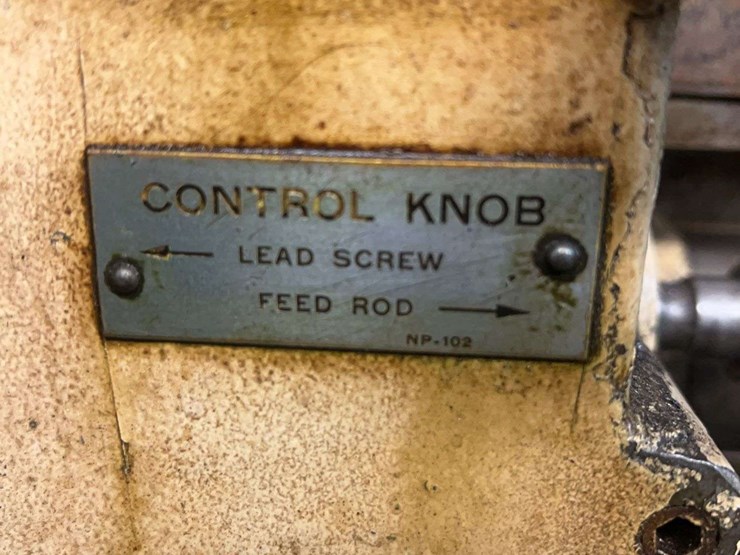 CONTROL KNOB
← LEAD SCREW
FEED ROD →
NP-102